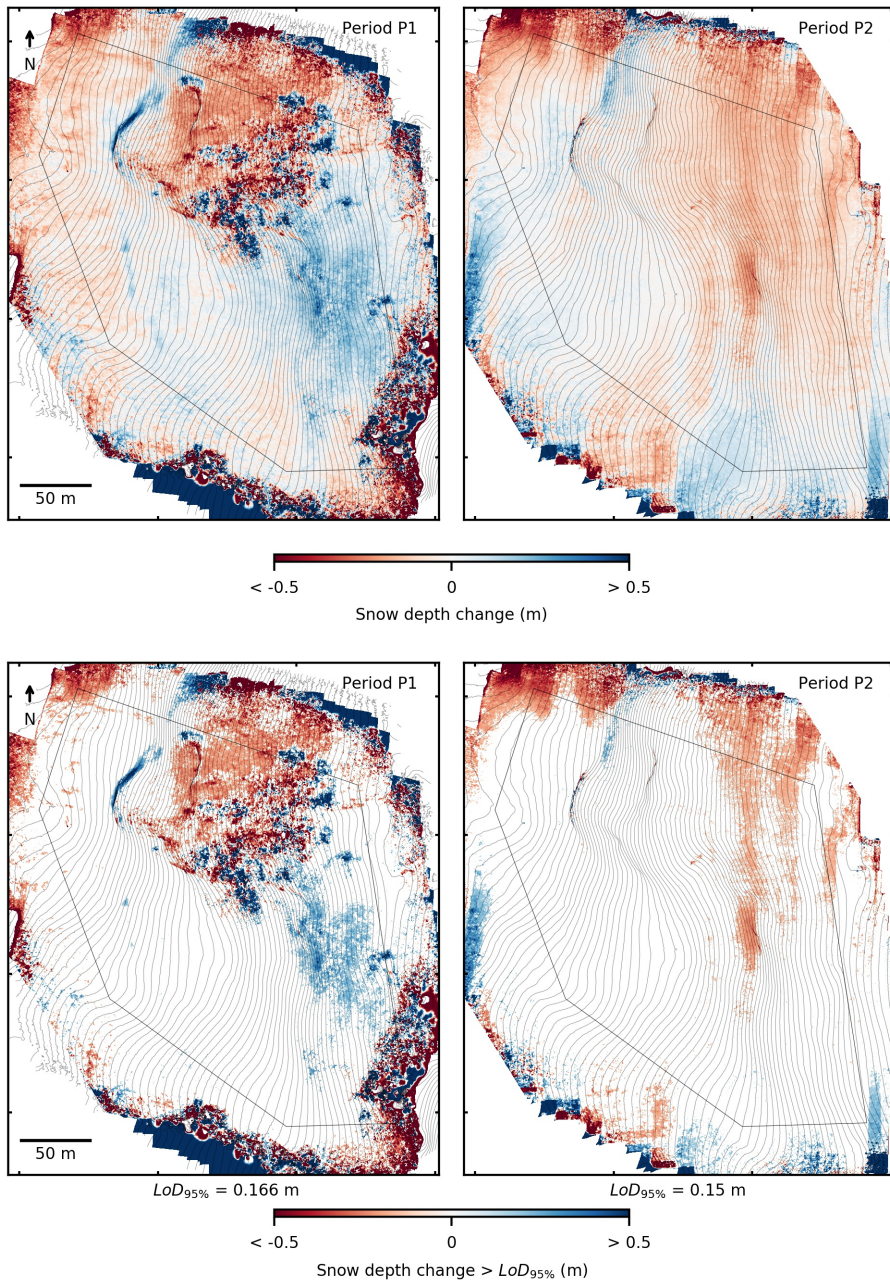 Period P1
Period P2
N
50 m
< -0.5 0 > 0.5
Snow depth change (m)
Period P1
Period P2
N
50 m
LoD95% = 0.166 m
LoD95% = 0.15 m
< -0.5 0 > 0.5
Snow depth change > LoD95% (m)